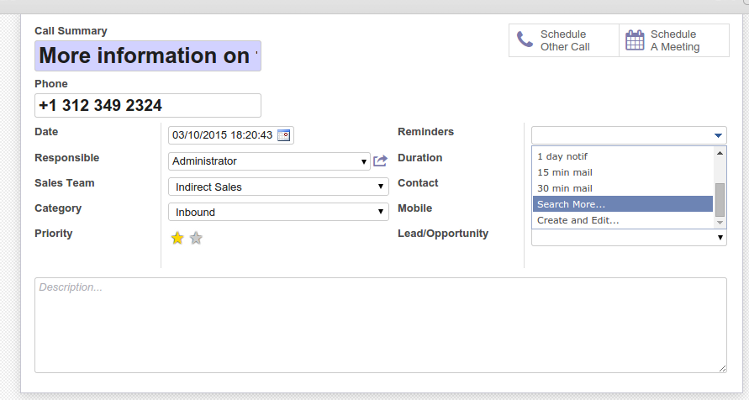 Call Summary
More information on
Schedule
Other Call
Schedule
A Meeting
Phone
+1 312 349 2324
Date
03/10/2015 18:20:43
Responsible
Administrator
Sales Team
Indirect Sales
Category
Inbound
Priority
Reminders
Duration
Contact
Mobile
Lead/Opportunity
1 day notif
15 min mail
30 min mail
Search More...
Create and Edit...
Description...